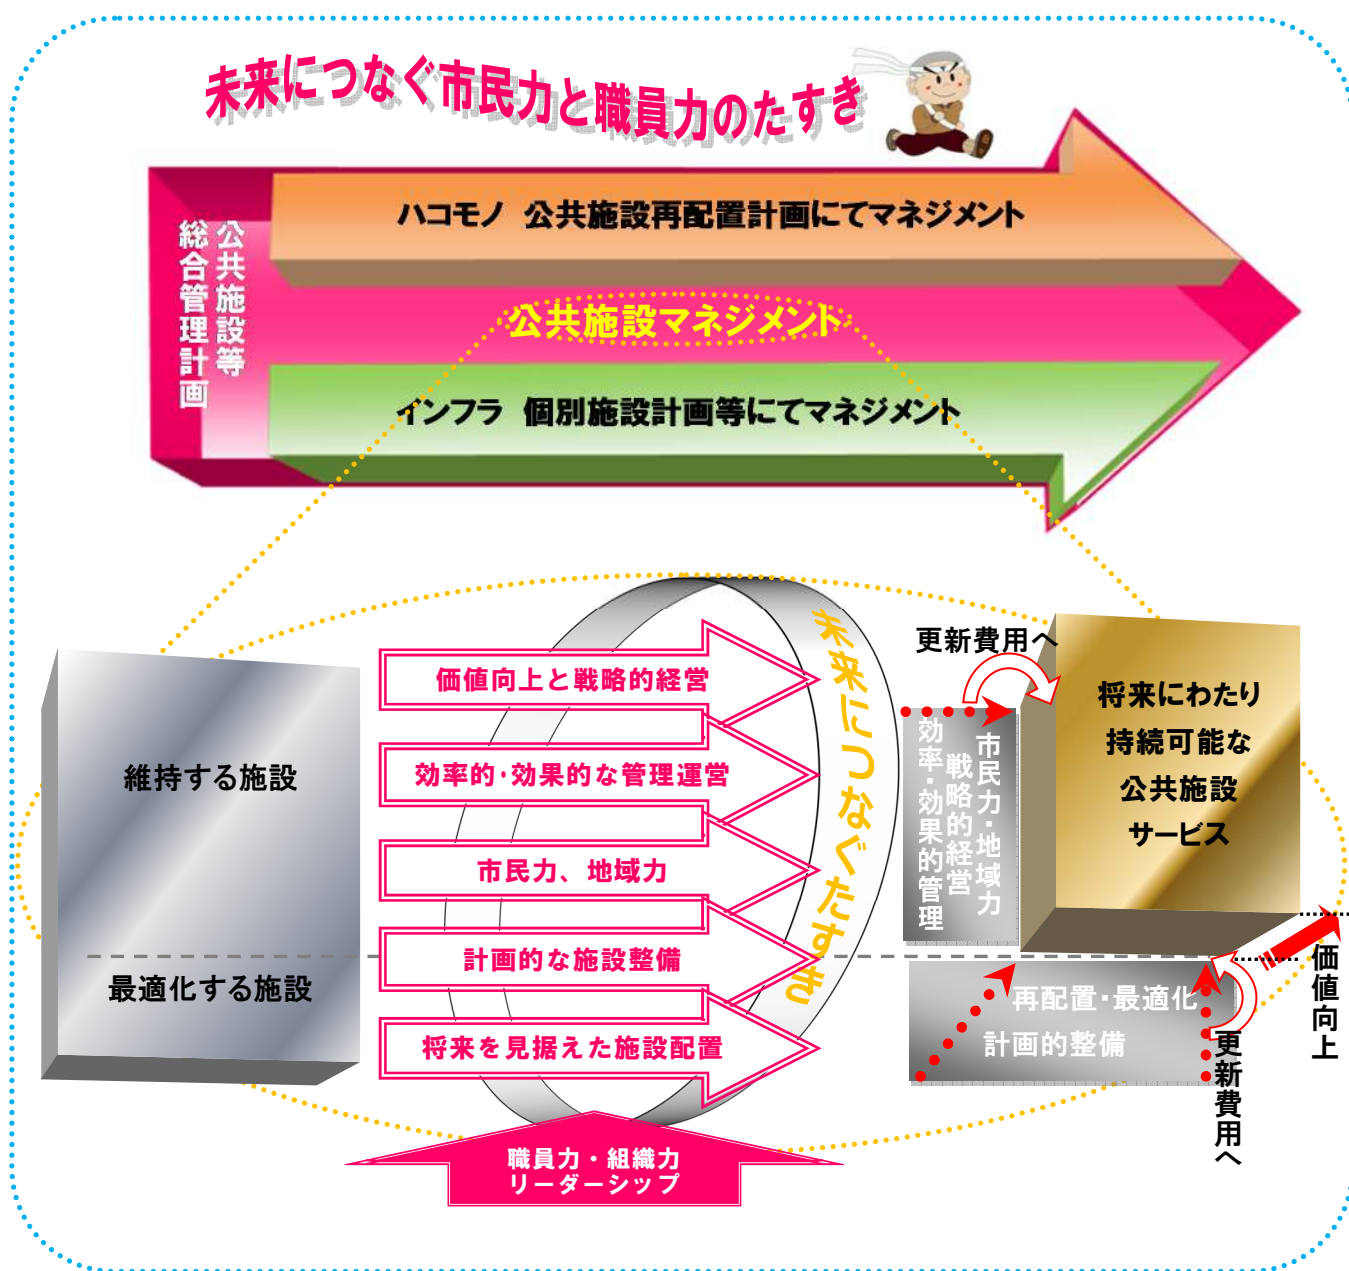 未来につなぐ市民力と職員力のたすき
公共施設等
総合管理計画
ハコモノ 公共施設再配置計画にてマネジメント
公共施設マネジメント
インフラ 個別施設計画等にてマネジメント
維持する施設
最適化する施設
価値向上と戦略的経営
効率的・効果的な管理運営
市民力、地域力
計画的な施設整備
将来を見据えた施設配置
未来につなぐたすき
職員力・組織力
リーダーシップ
更新費用へ
市民力・地域力
戦略的経営
効率・効果的管理
将来にわたり
持続可能な
公共施設
サービス
再配置・最適化
計画的整備
更新費用へ
価値向上